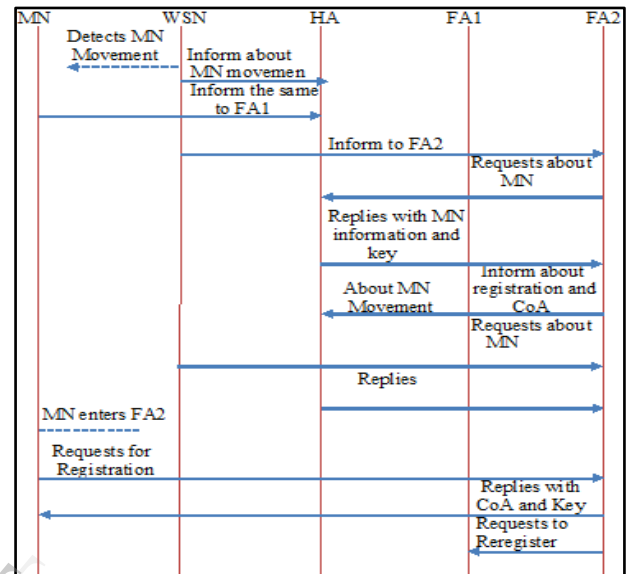 MN WSN HA FA1 FA2
Detects MN
Movement
Inform about
MN movemen
Inform the same
to FA1
Inform to FA2
Requests about
MN
Replies with MN
information and
key
Inform about
registration and
CoA
About MN
Movement
Requests about
MN
Replies
MN enters FA2
Requests for
Registration
Replies with
CoA and Key
Requests to
Reregister